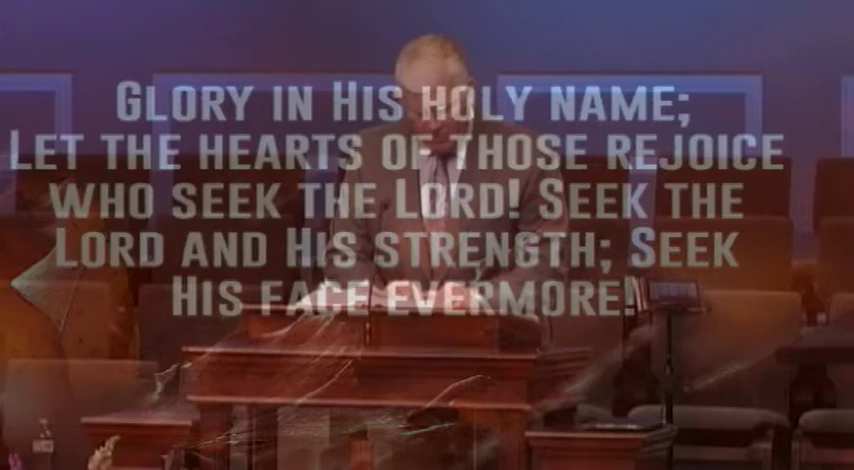 Glory in His holy name;
Let the hearts of those rejoice
who seek the Lord! Seek the
Lord and His strength; Seek
His face evermore!